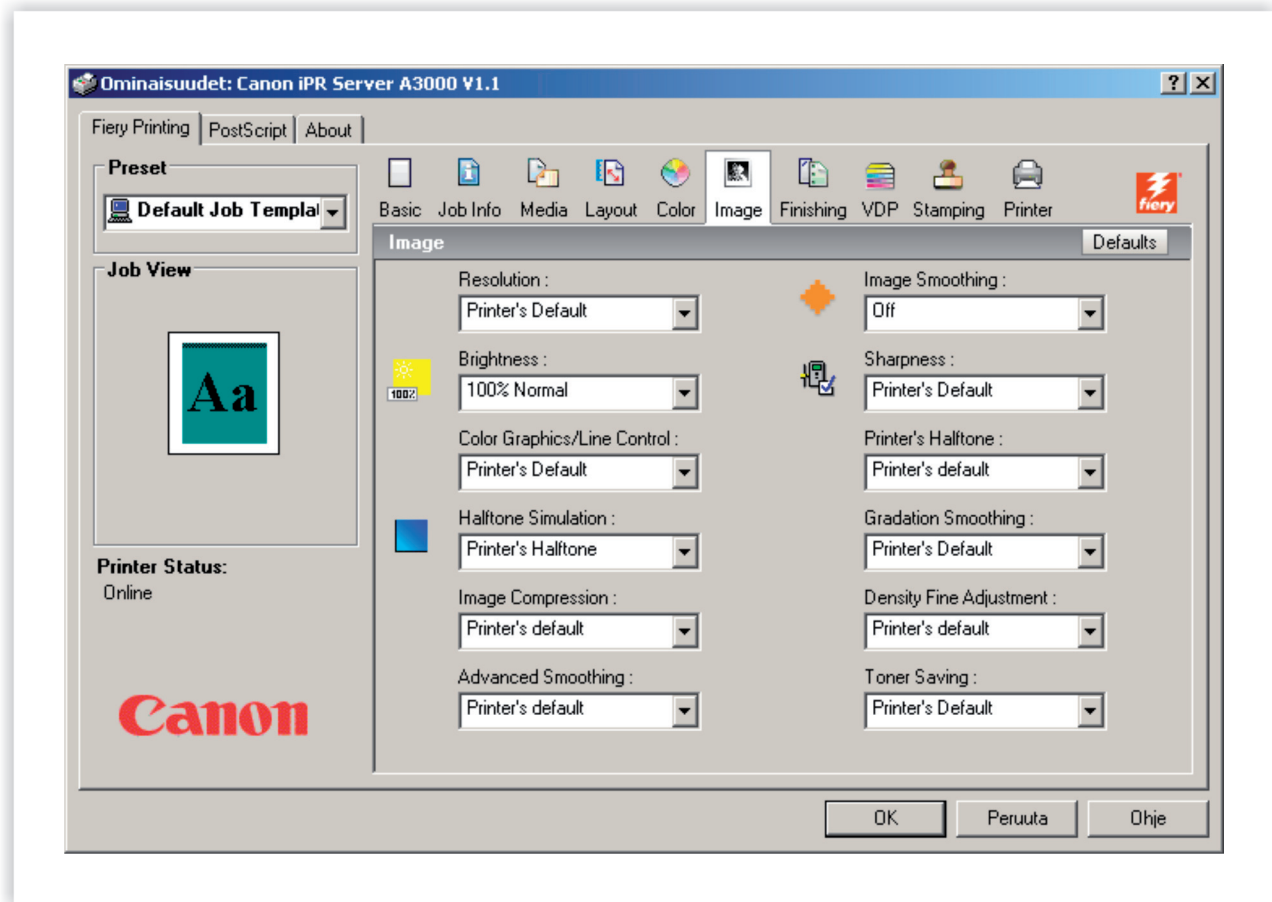 Ominaisuudet: Canon iPR Server A3000 V1.1
Fiery Printing PostScript About
Preset
Default Job Templat
Basic Job Info Media Layout Color Image Finishing VDP Stamping Printer
fiery
Image Defaults
Job View
Aa
Printer Status:
Online
Canon
Resolution :
Printer's Default
Image Smoothing :
Off
Brightness :
100%
100% Normal
Sharpness :
Printer's Default
Color Graphics/Line Control :
Printer's Default
Printer's Halftone :
Printer's default
Halftone Simulation :
Printer's Halftone
Gradation Smoothing :
Printer's Default
Image Compression :
Printer's default
Density Fine Adjustment :
Printer's default
Advanced Smoothing :
Printer's default
Toner Saving :
Printer's Default
OK Peruuta Ohje